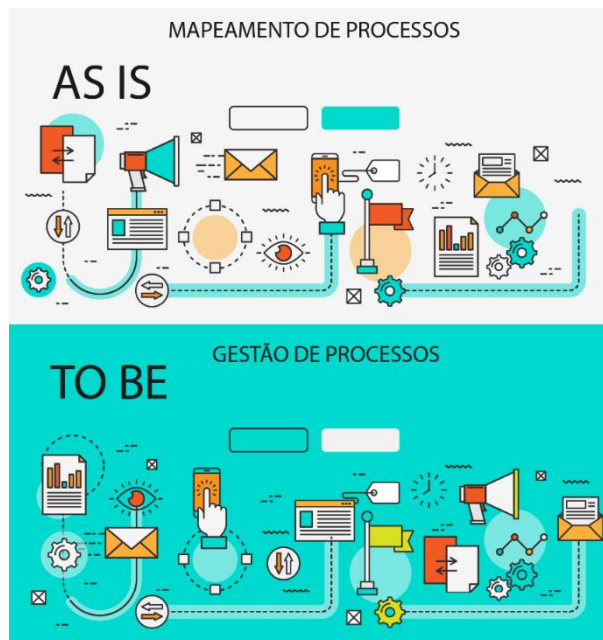 MAPEAMENTO DE PROCESSOS
AS IS
GESTÃO DE PROCESSOS
TO BE